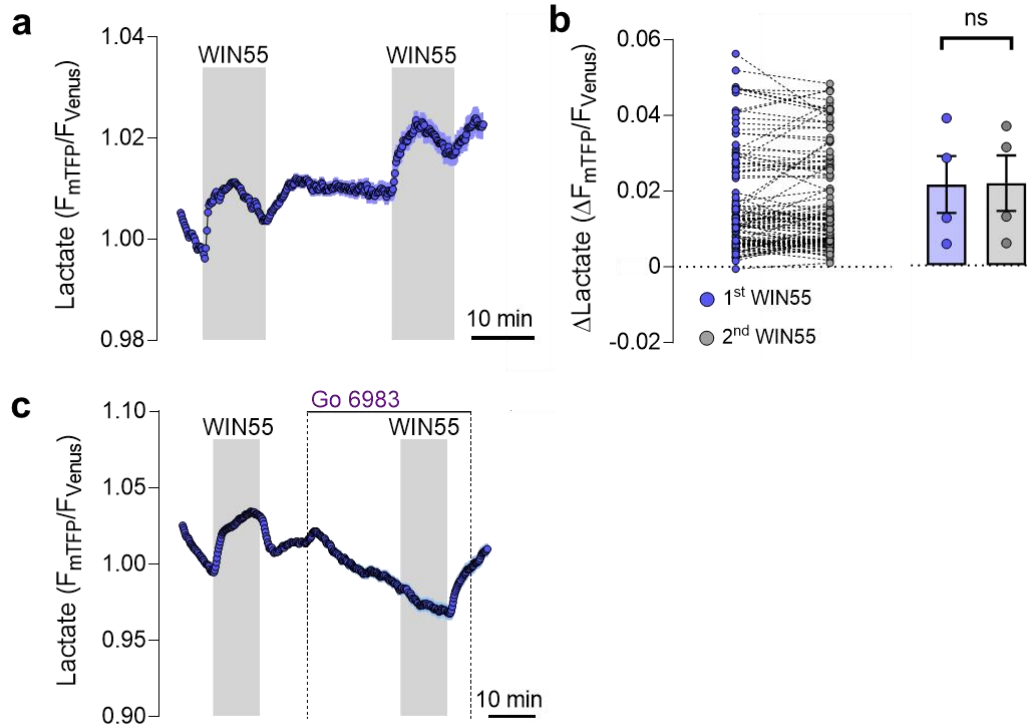 a
1.04
1.02
1.00
0.98
Lactate (FmTFP/FVenus)
WIN55
WIN55
10 min
b
0.06
0.04
0.02
0
-0.02
ΔLactate (ΔFmTFP/FVenus)
ns
1st WIN55
2nd WIN55
c
1.10
1.05
1.00
0.95
0.90
Lactate (FmTFP/FVenus)
Go 6983
WIN55
WIN55
10 min